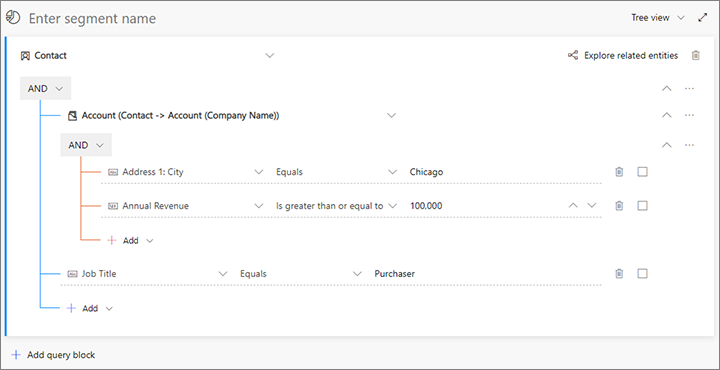 Enter segment name Tree view
Contact Explore related entities
AND
Account (Contact -> Account (Company Name))
AND
Abc Address 1: City Equals Chicago
Annual Revenue Is greater than or equal to 100,000
+ Add
Abc Job Title Equals Purchaser
+ Add
+ Add query block